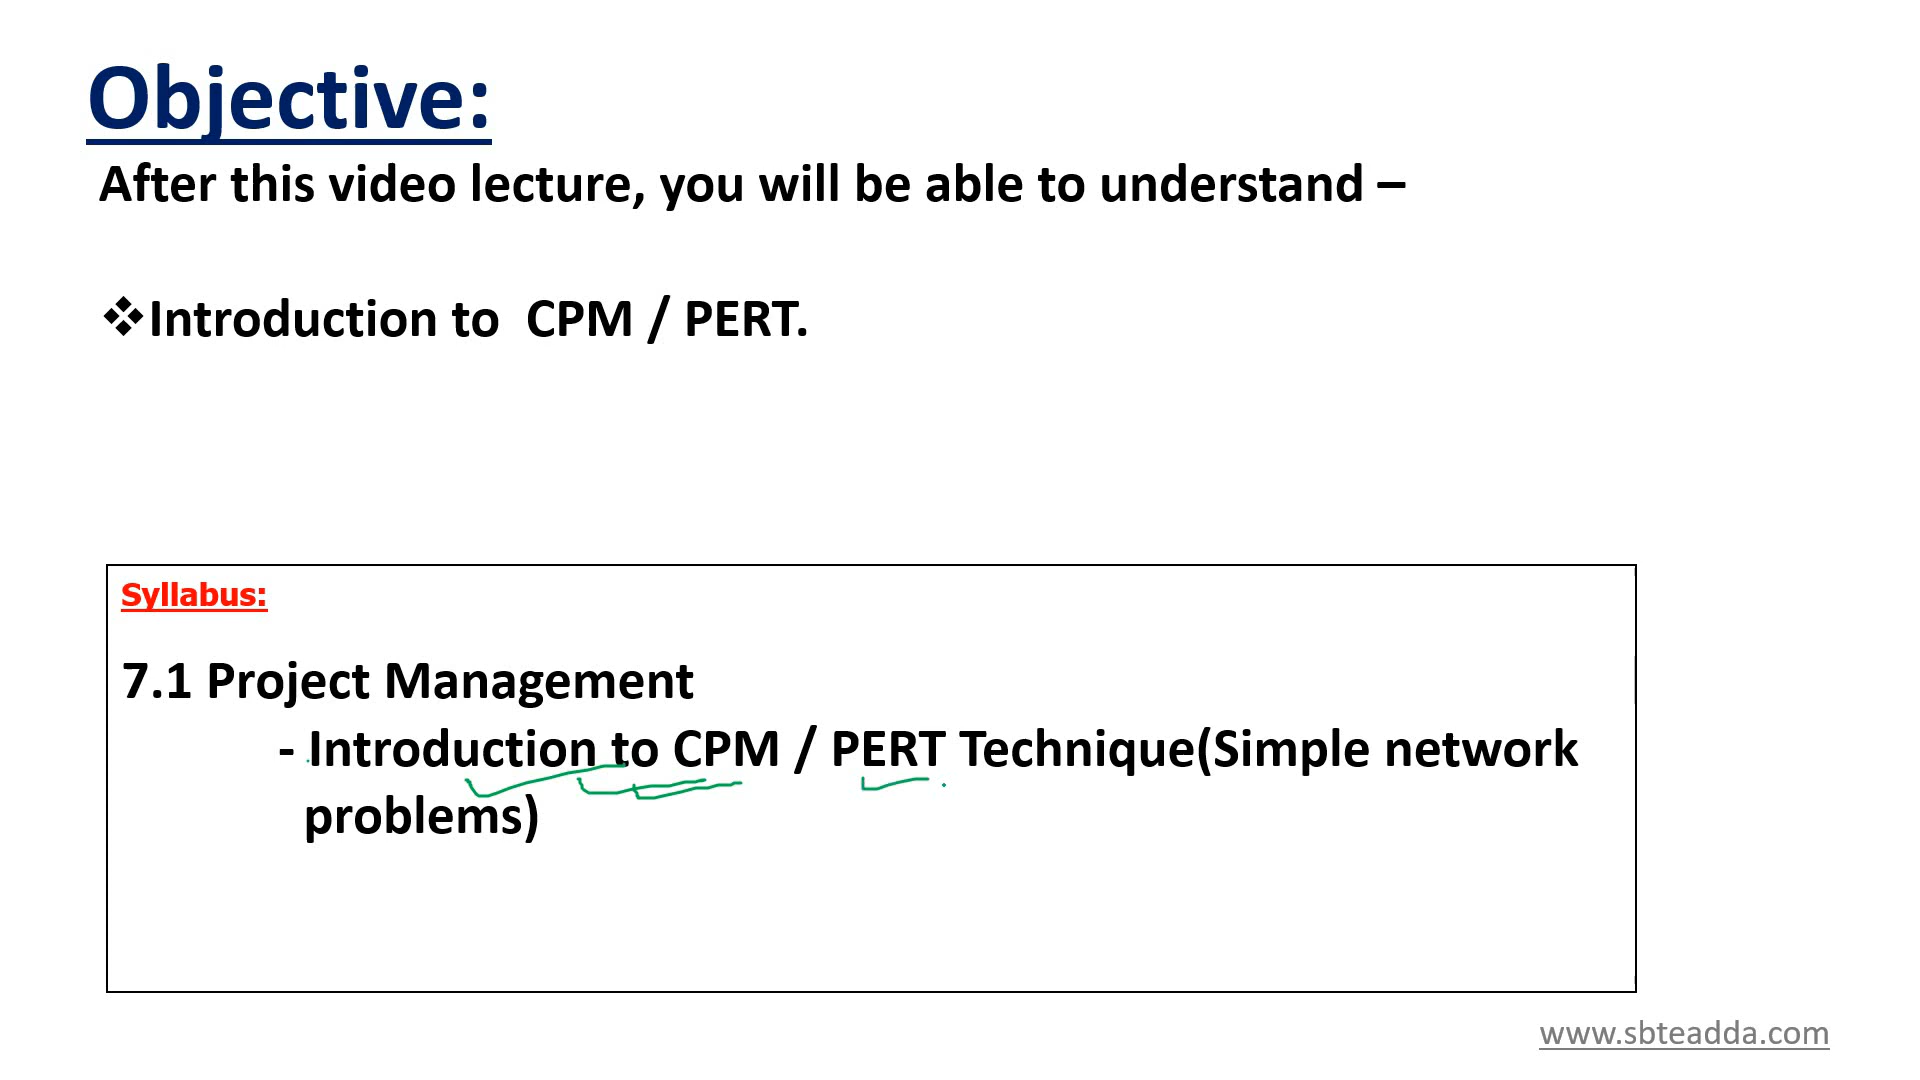 Objective:
After this video lecture, you will be able to understand –
❖Introduction to  CPM / PERT.
Syllabus:
7.1 Project Management
- Introduction to CPM / PERT Technique(Simple network
problems)
www.sbteadda.com